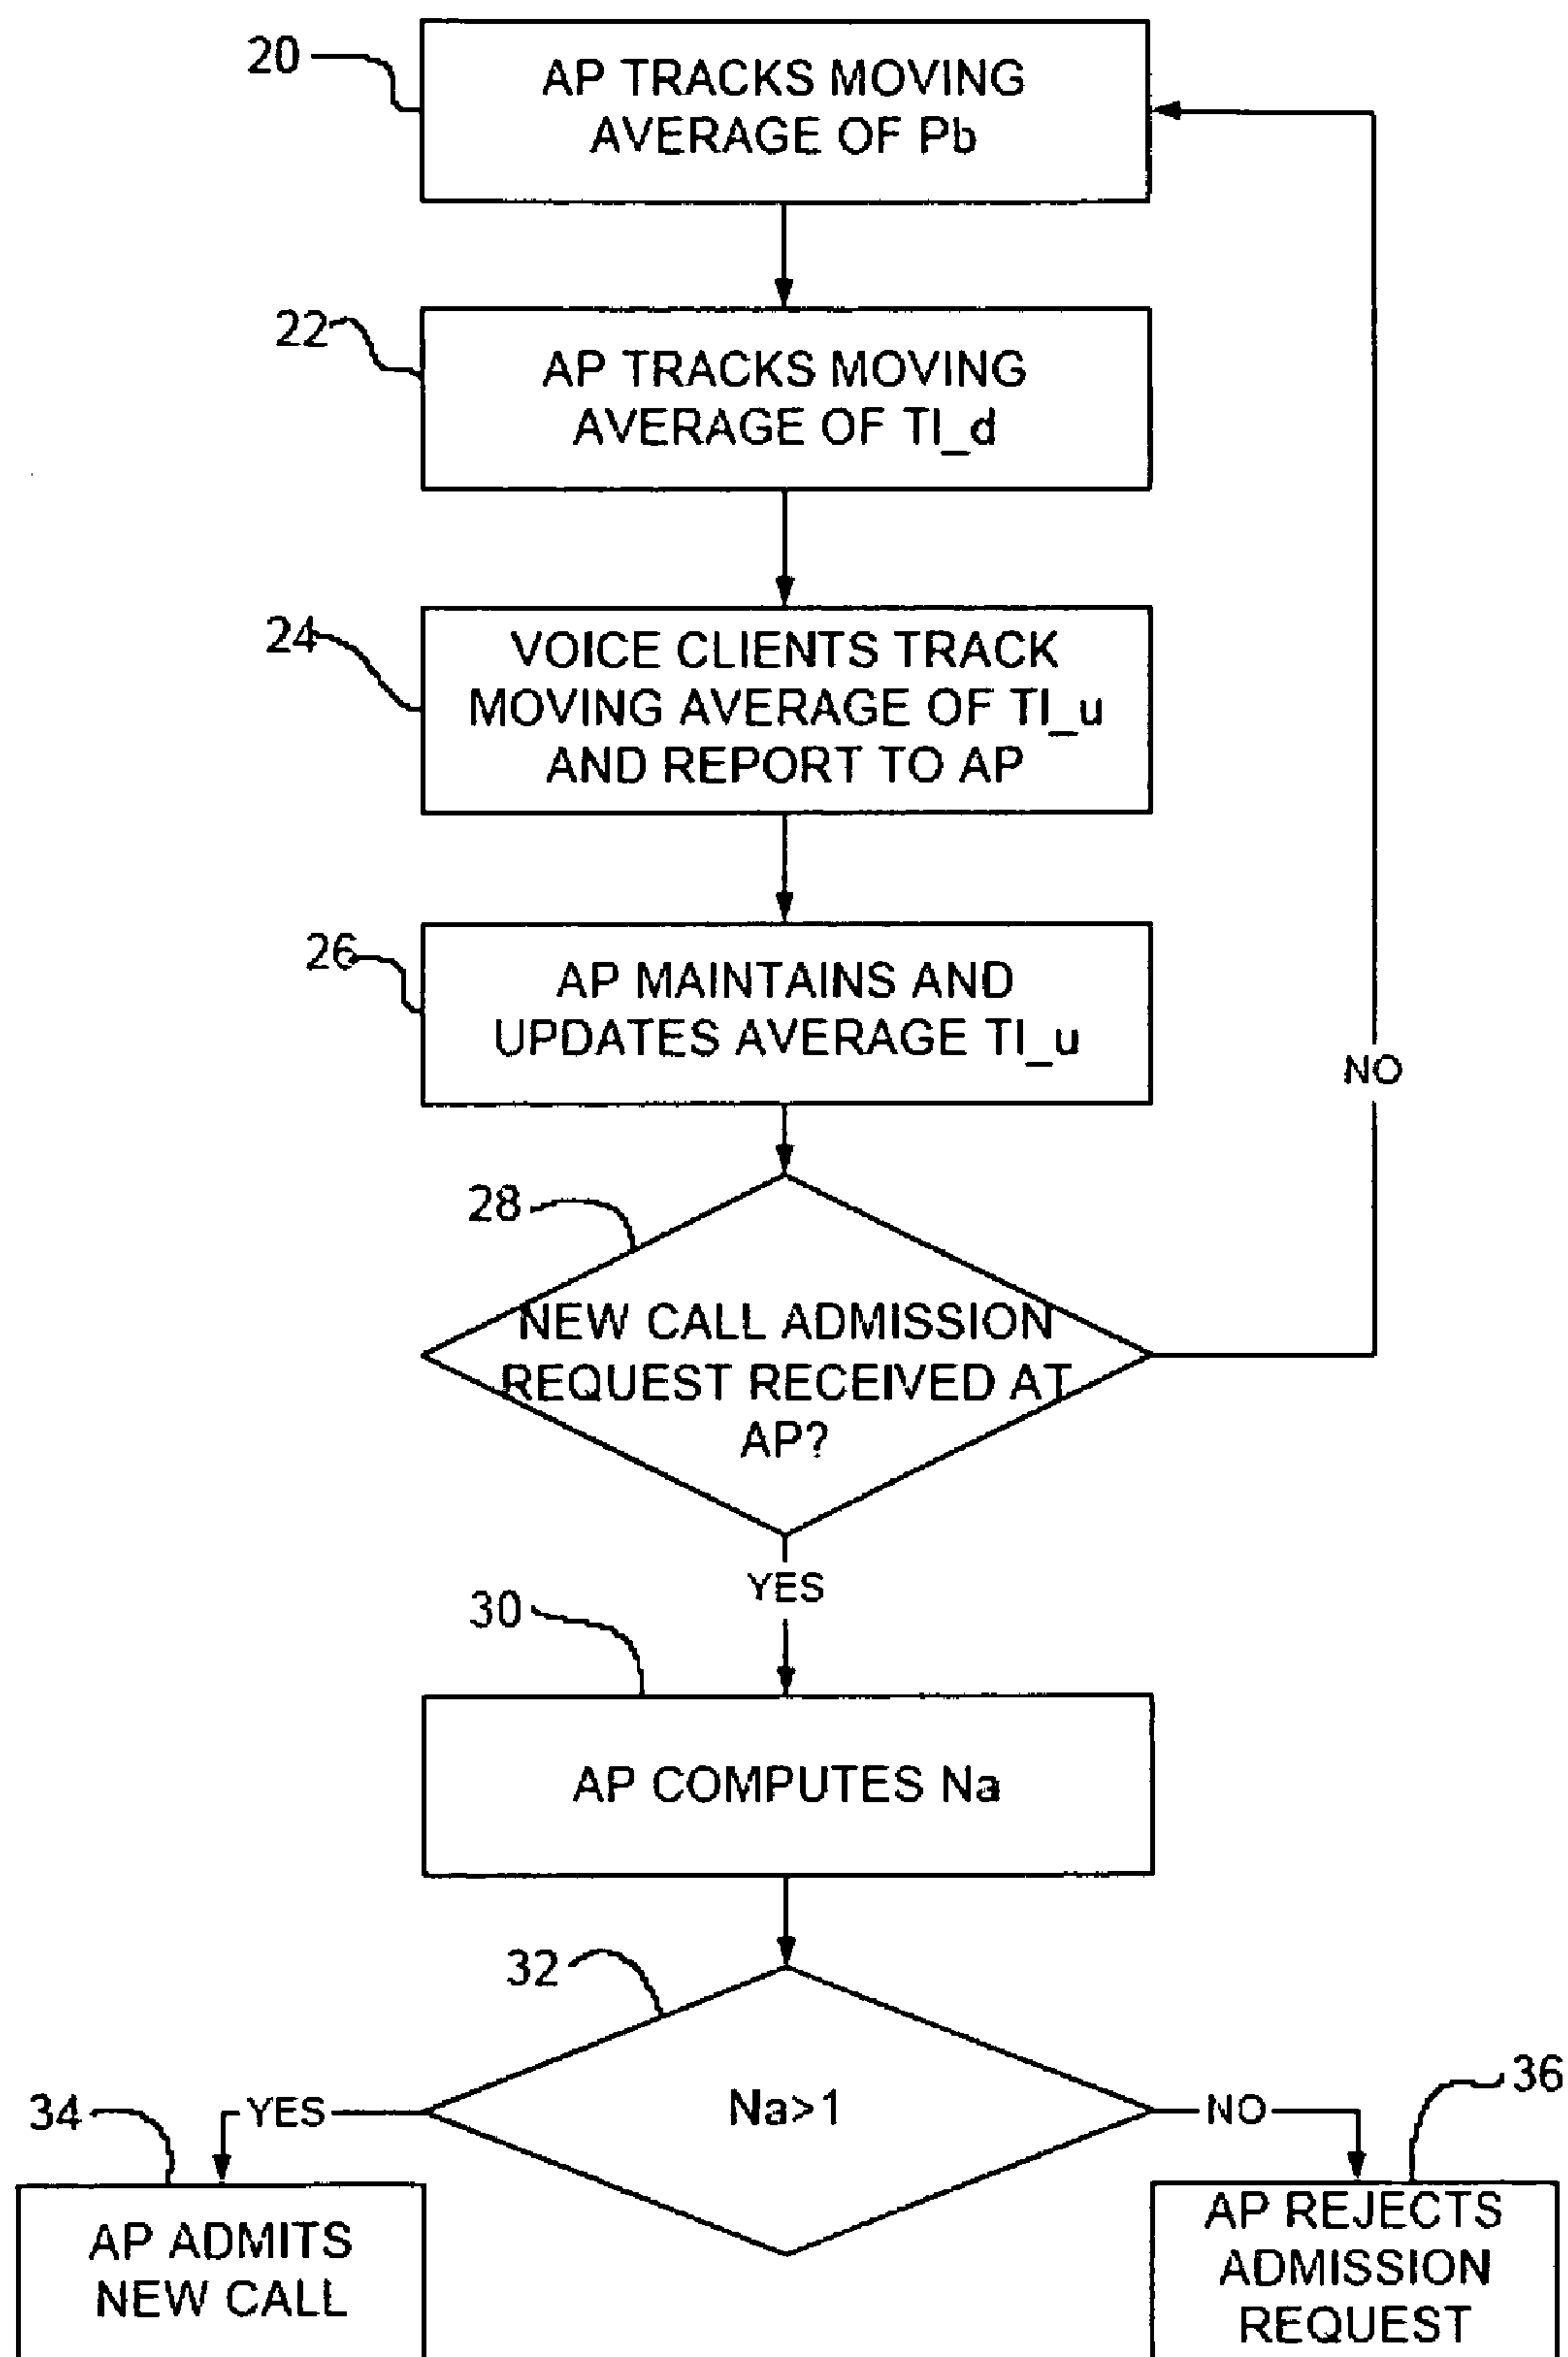 20
AP TRACKS MOVING
AVERAGE OF Pb
22
AP TRACKS MOVING
AVERAGE OF TI_d
24
VOICE CLIENTS TRACK
MOVING AVERAGE OF TI_u
AND REPORT TO AP
26
AP MAINTAINS AND
UPDATES AVERAGE TI_u
NO
28
NEW CALL ADMISSION
REQUEST RECEIVED AT
AP?
YES
30
AP COMPUTES Na
32
Na>1
34
YES
NO
36
AP ADMITS
NEW CALL
AP REJECTS
ADMISSION
REQUEST